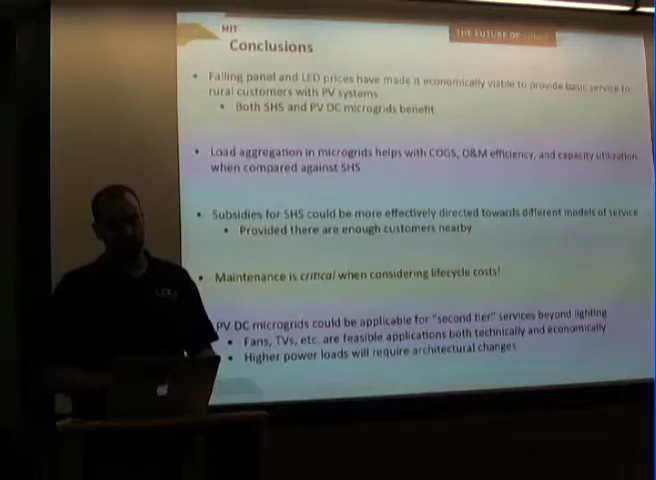 MIT
THE FUTURE OF
Conclusions
• Falling panel and LED prices have made is economically viable to provide basic service to
rural customers with PV systems
• Both SHS and PV DC microgrids benefit
• Load aggregation in microgrids helps with COGS, O&M efficiency, and capacity utilization
when compared against SHS
• Subsidies for SHS could be more effectively directed towards different models of service
• Provided there are enough customers nearby
• Maintenance is critical when considering lifecycle costs!
PV DC microgrids could be applicable for "second tier" services beyond lighting
• Fans, TVs, etc. are feasible applications both technically and economically
• Higher power loads will require architectural changes